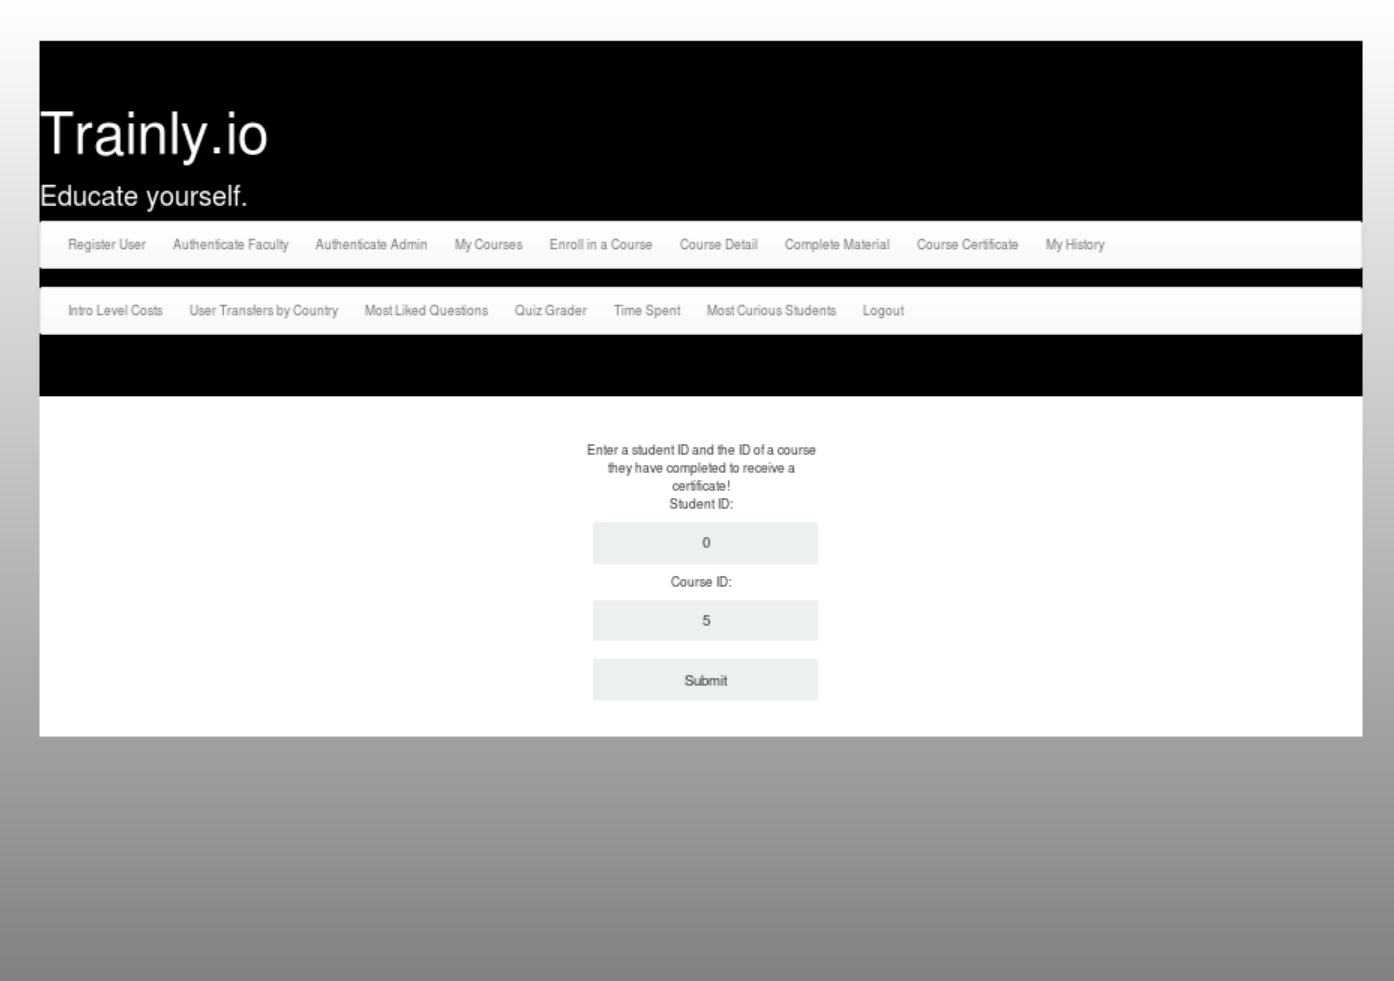 Trainly.io
Educate yourself.
Register User Authenticate Faculty Authenticate Admin My Courses Enroll in a Course Course Detail Complete Material Course Certificate My History
Intro Level Costs User Transfers by Country Most Liked Questions Quiz Grader Time Spent Most Curious Students Logout
Enter a student ID and the ID of a course
they have completed to receive a
certificate!
Student ID:
0
Course ID:
5
Submit